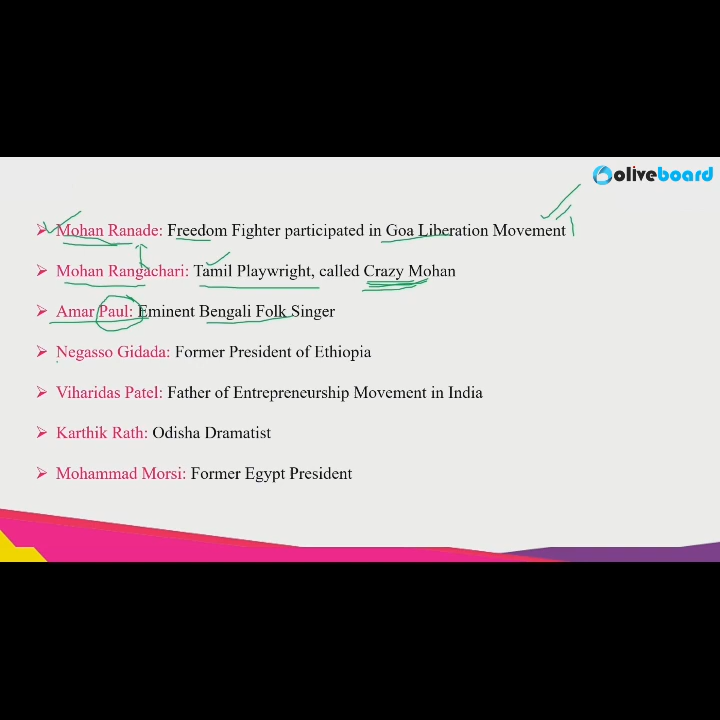 oliveboard
Mohan Ranade: Freedom Fighter participated in Goa Liberation Movement
Mohan Rangachari: Tamil Playwright, called Crazy Mohan
Amar Paul: Eminent Bengali Folk Singer
Negasso Gidada: Former President of Ethiopia
Viharidas Patel: Father of Entrepreneurship Movement in India
Karthik Rath: Odisha Dramatist
Mohammad Morsi: Former Egypt President